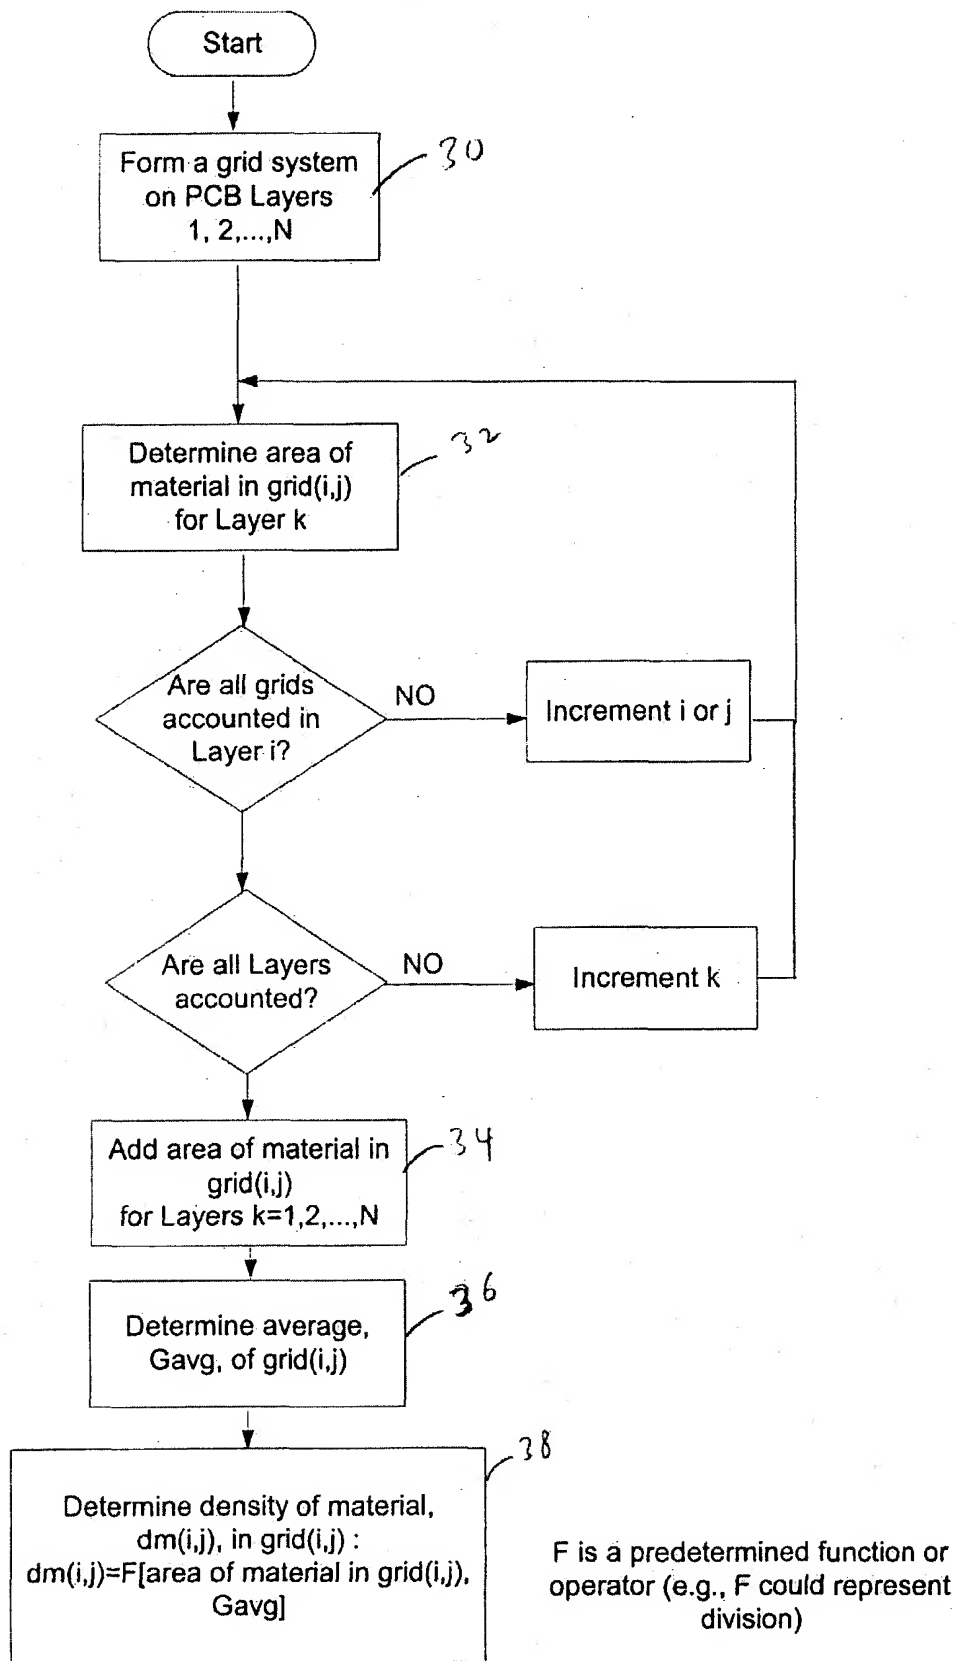 Start
Form a grid system
on PCB Layers
1, 2,...,N
30
Determine area of
material in grid(i,j)
for Layer k
32
Are all grids
accounted in
Layer i?
NO
Increment i or j
Are all Layers
accounted?
NO
Increment k
Add area of material in
grid(i,j)
for Layers k=1,2,...,N
34
Determine average,
Gavg, of grid(i,j)
36
Determine density of material,
dm(i,j), in grid(i,j) :
dm(i,j)=F[area of material in grid(i,j),
Gavg]
38
F is a predetermined function or
operator (e.g., F could represent
division)